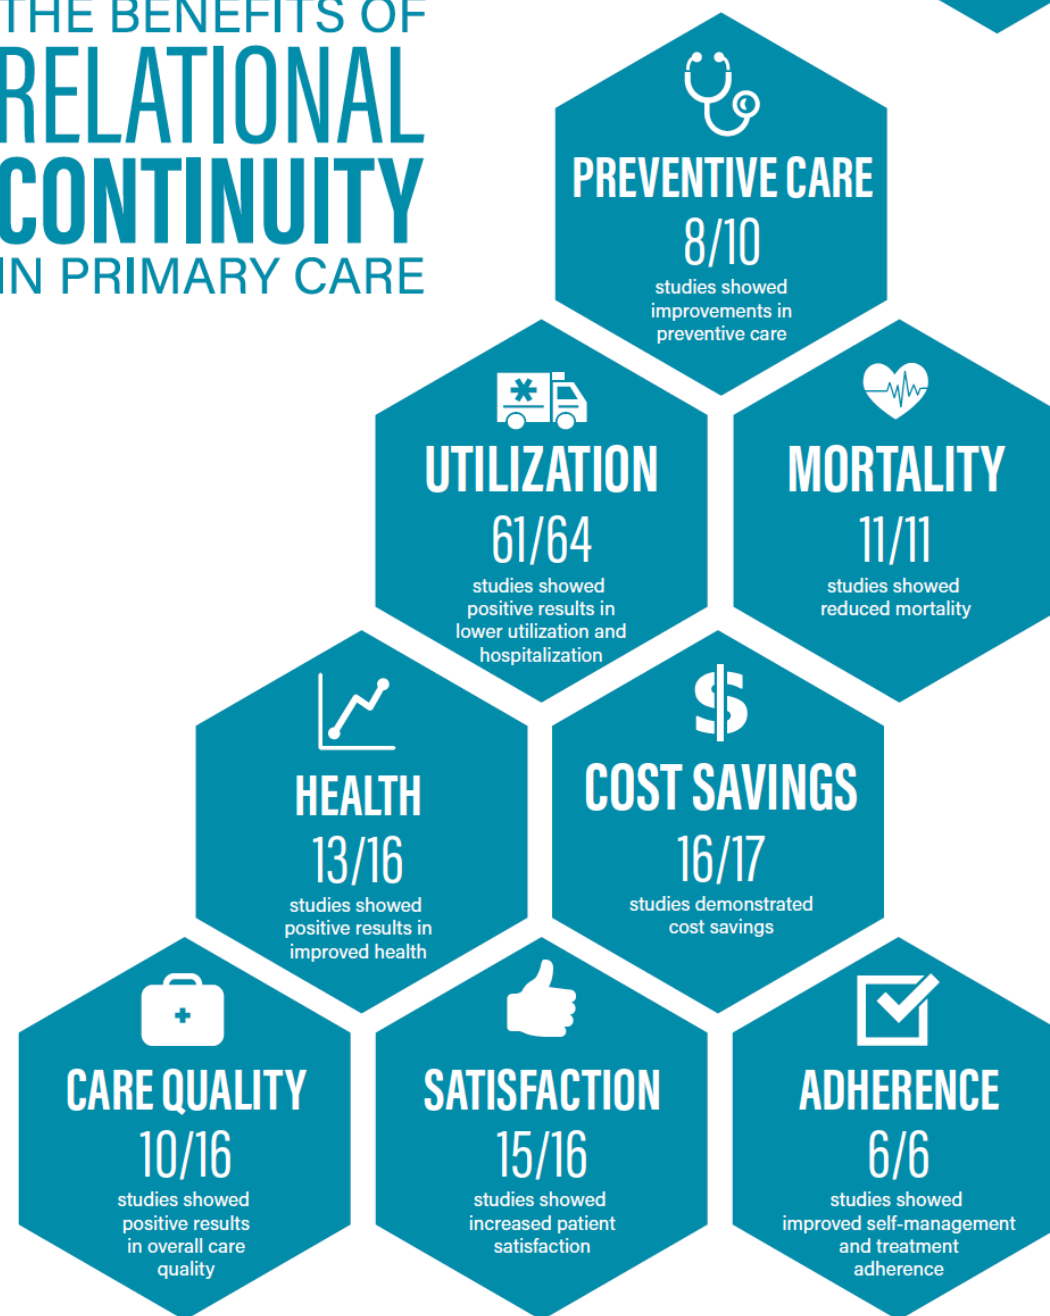 THE BENEFITS OF
RELATIONAL
CONTINUITY
IN PRIMARY CARE
PREVENTIVE CARE
8/10
studies showed
improvements in
preventive care
UTILIZATION
61/64
studies showed
positive results in
lower utilization and
hospitalization
MORTALITY
11/11
studies showed
reduced mortality
HEALTH
13/16
studies showed
positive results in
improved health
COST SAVINGS
16/17
studies demonstrated
cost savings
CARE QUALITY
10/16
studies showed
positive results
in overall care
quality
SATISFACTION
15/16
studies showed
increased patient
satisfaction
ADHERENCE
6/6
studies showed
improved self-management
and treatment
adherence